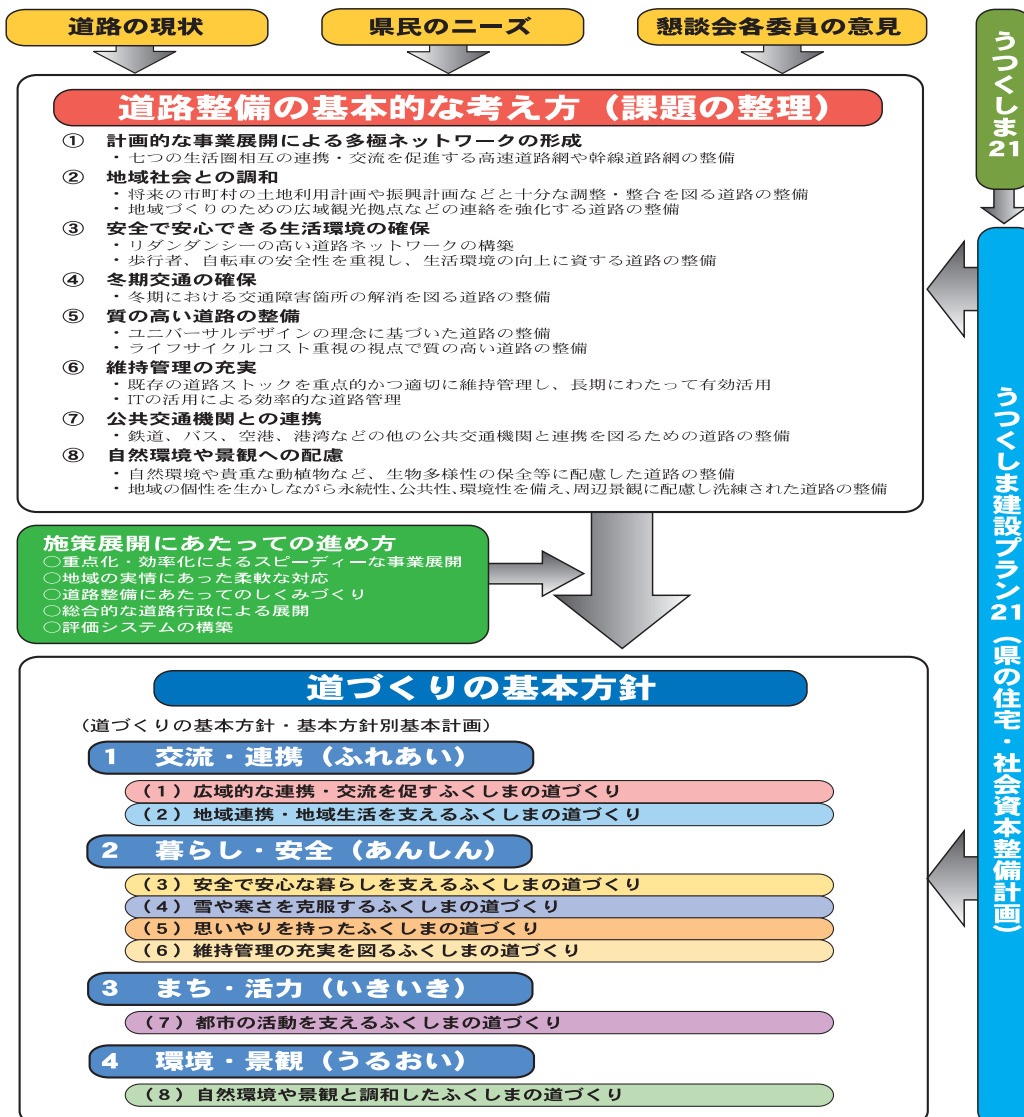 道路の現状
県民のニーズ
懇談会各委員の意見
道路整備の基本的な考え方（課題の整理）
① 計画的な事業展開による多極ネットワークの形成
・七つの生活圏相互の連携・交流を促進する高速道路網や幹線道路網の整備
② 地域社会との調和
・将来の市町村の土地利用計画や振興計画などと十分な調整・整合を図る道路の整備
・地域づくりのための広域観光拠点などの連絡を強化する道路の整備
③ 安全で安心できる生活環境の確保
・リダンダンシーの高い道路ネットワークの構築
・歩行者、自転車の安全性を重視し、生活環境の向上に資する道路の整備
④ 冬期交通の確保
・冬期における交通障害箇所の解消を図る道路の整備
⑤ 質の高い道路の整備
・ユニバーサルデザインの理念に基づいた道路の整備
・ライフサイクルコスト重視の視点で質の高い道路の整備
⑥ 維持管理の充実
・既存の道路ストックを重点的かつ適切に維持管理し、長期にわたって有効活用
・ITの活用による効率的な道路管理
⑦ 公共交通機関との連携
・鉄道、バス、空港、港湾などの他の公共交通機関と連携を図るための道路の整備
⑧ 自然環境や景観への配慮
・自然環境や貴重な動植物など、生物多様性の保全等に配慮した道路の整備
・地域の個性を生かしながら永続性、公共性、環境性を備え、周辺景観に配慮し洗練された道路の整備
施策展開にあたっての進め方
○重点化・効率化によるスピーディーな事業展開
○地域の実情にあった柔軟な対応
○道路整備にあたってのしくみづくり
○総合的な道路行政による展開
○評価システムの構築
道づくりの基本方針
（道づくりの基本方針・基本方針別基本計画）
1 交流・連携（ふれあい）
（1）広域的な連携・交流を促すふくしまの道づくり
（2）地域連携・地域生活を支えるふくしまの道づくり
2 暮らし・安全（あんしん）
（3）安全で安心な暮らしを支えるふくしまの道づくり
（4）雪や寒さを克服するふくしまの道づくり
（5）思いやりを持ったふくしまの道づくり
（6）維持管理の充実を図るふくしまの道づくり
3 まち・活力（いきいき）
（7）都市の活動を支えるふくしまの道づくり
4 環境・景観（うるおい）
（8）自然環境や景観と調和したふくしまの道づくり
うつくしま21
うつくしま建設プラン21（県の住宅・社会資本整備計画）